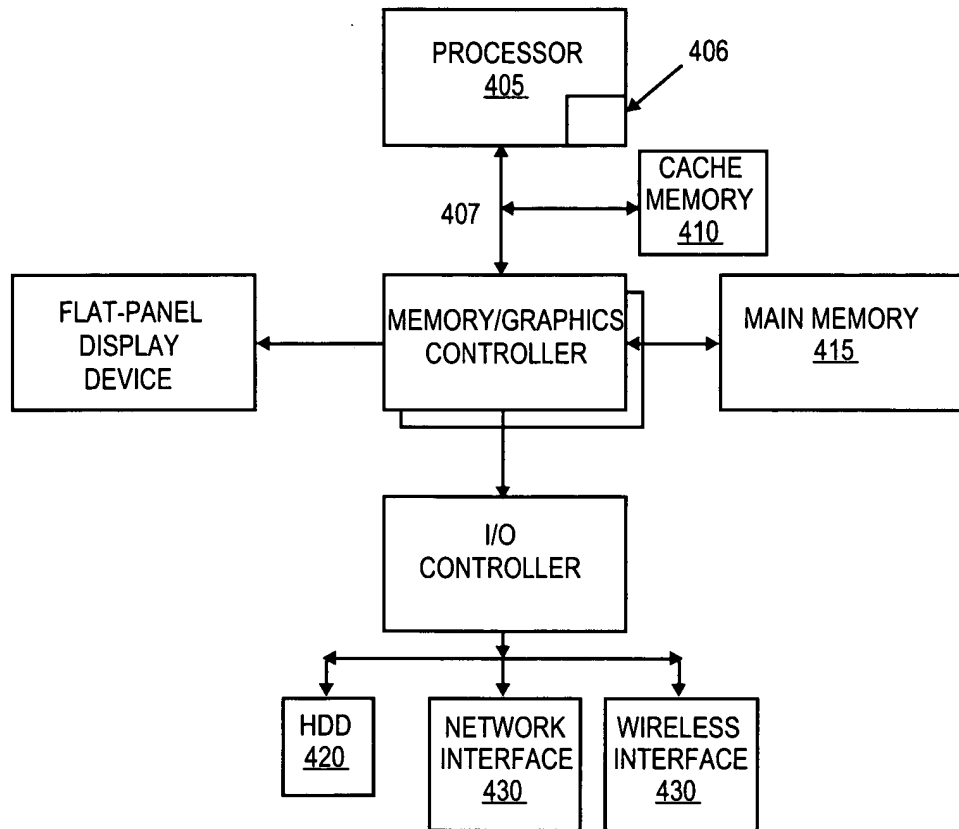 PROCESSOR
405
406
CACHE
MEMORY
410
407
FLAT-PANEL
DISPLAY
DEVICE
MEMORY/GRAPHICS
CONTROLLER
MAIN MEMORY
415
I/O
CONTROLLER
HDD
420
NETWORK
INTERFACE
430
WIRELESS
INTERFACE
430